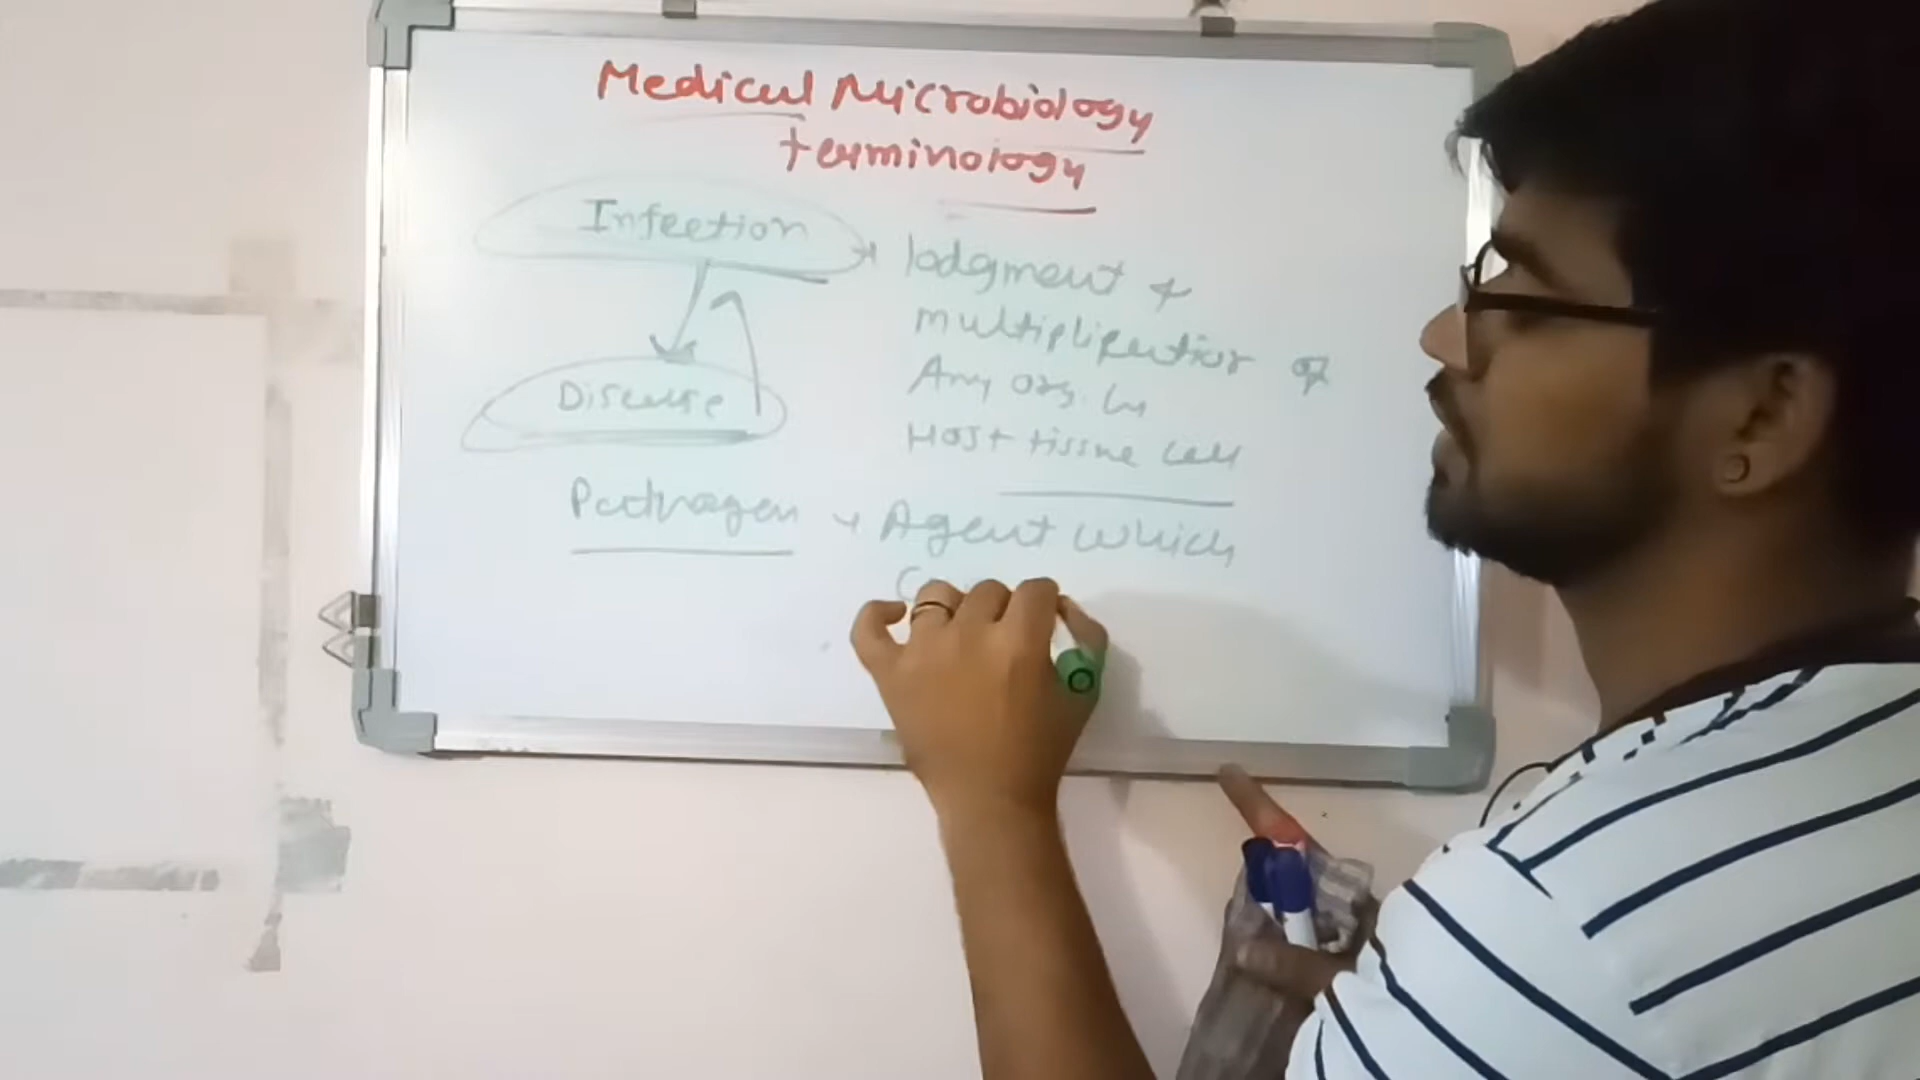 Medical Microbiology
terminology
Infection → lodgment &
multiplication of
Any org. in
Host tissue cell
Disease
Pathogen → Agent which